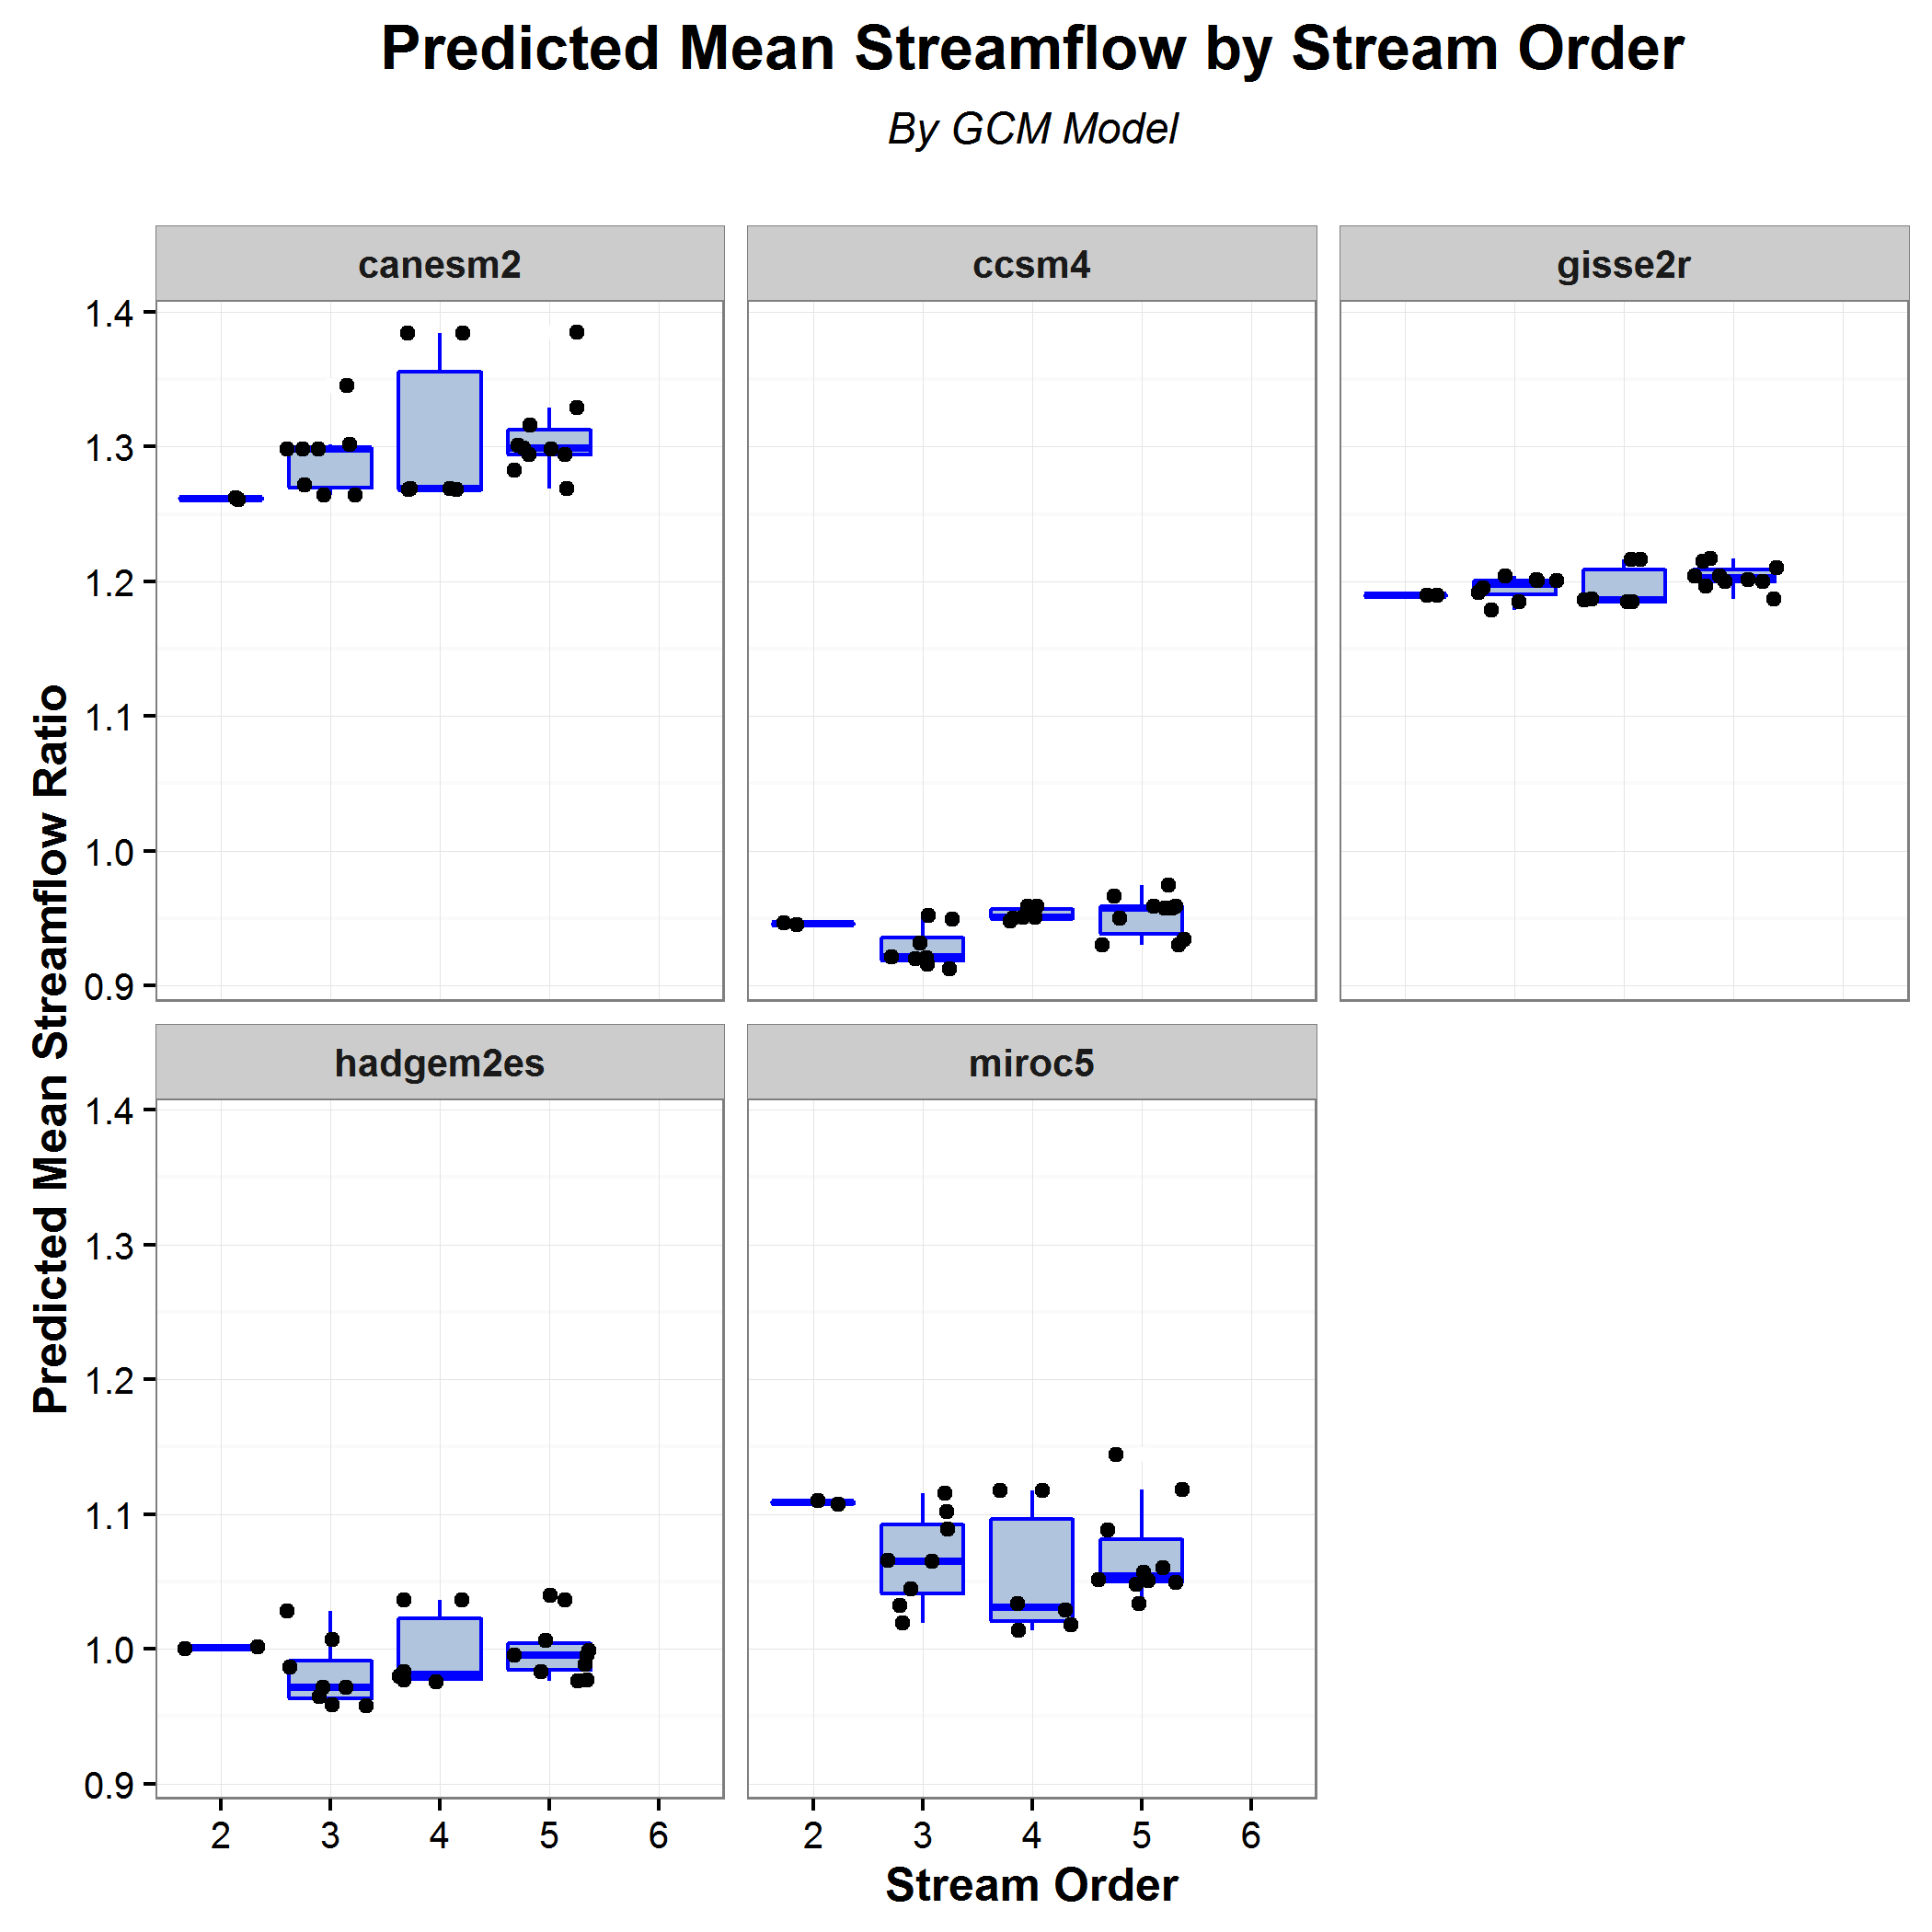 Predicted Mean Streamflow by Stream Order
By GCM Model
canesm2
ccsm4
gisse2r
1.4
1.3
1.2
1.1
1.0
0.9
Predicted Mean Streamflow Ratio
hadgem2es
miroc5
1.4
1.3
1.2
1.1
1.0
0.9
2 3 4 5 6
2 3 4 5 6
Stream Order